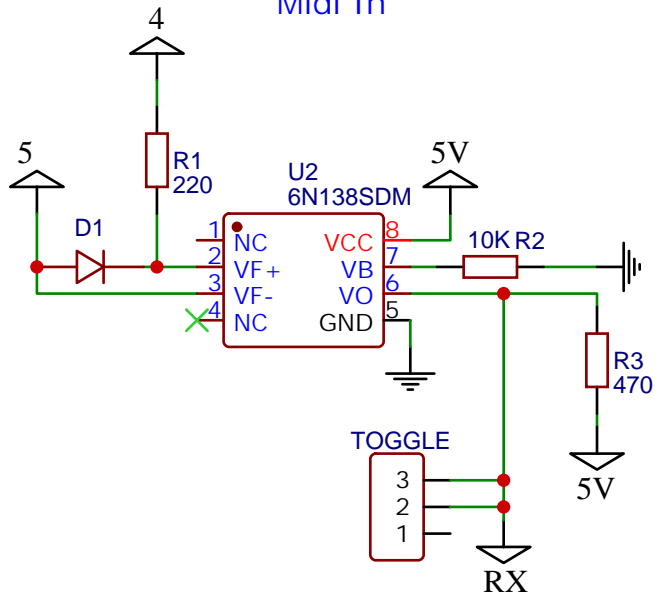 Midi In
4
R1
220
5
D1
U2
6N138SDM
5V
1 NC
2 VF+
3 VF-
4 NC
VCC 8
VB 7
VO 6
GND 5
10K R2
R3
470
5V
TOGGLE
3
2
1
RX